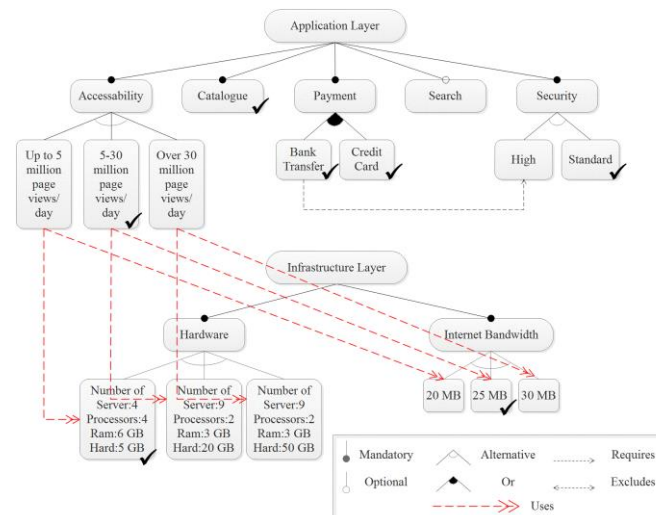 Application Layer
Accessability
Catalogue
Payment
Search
Security
Up to 5
million
page
views/
day
5-30
million
page
views/
day
Over 30
million
page
views/
day
Bank
Transfer
Credit
Card
High
Standard
Infrastructure Layer
Hardware
Internet Bandwidth
Number of
Server:4
Processors:4
Ram:6 GB
Hard:5 GB
Number of
Server:9
Processors:2
Ram:3 GB
Hard:20 GB
Number of
Server:9
Processors:2
Ram:3 GB
Hard:50 GB
20 MB
25 MB
30 MB
Mandatory
Alternative
Requires
Optional
Or
Excludes
Uses